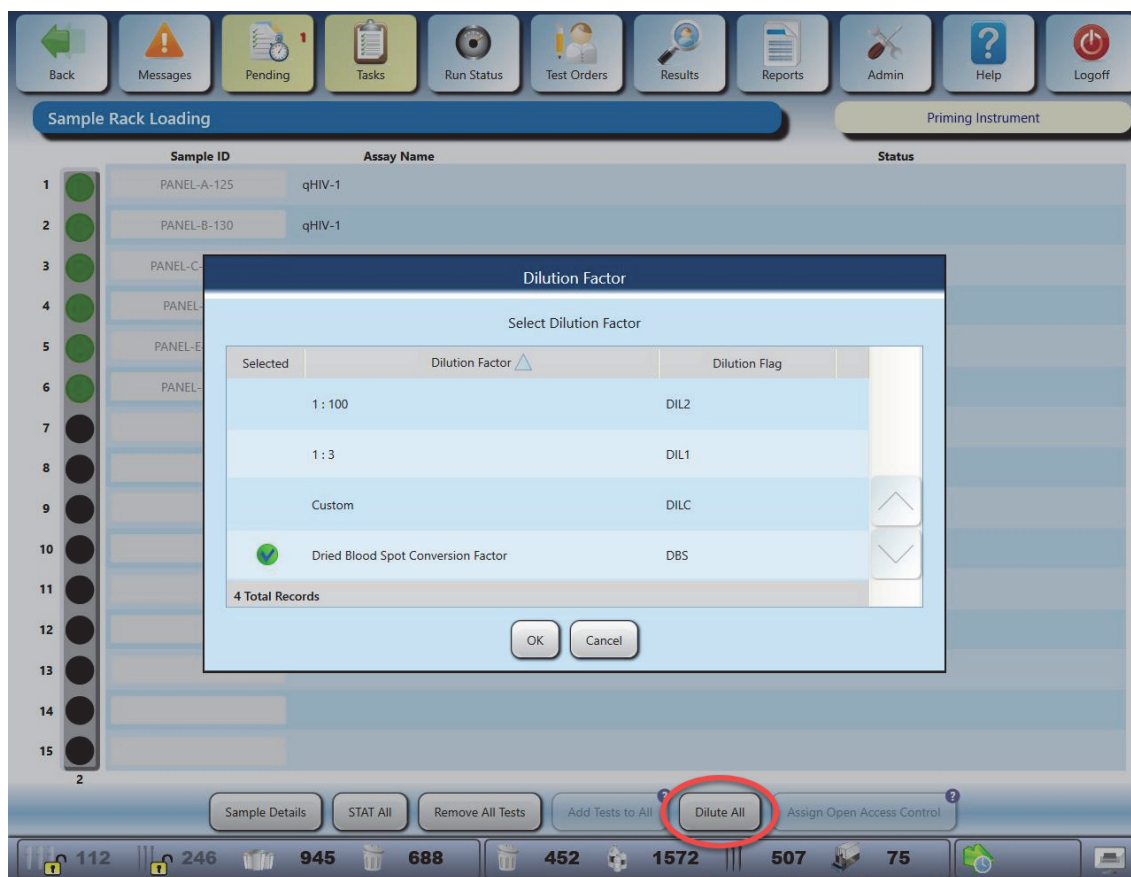 Back Messages Pending 1 Tasks Run Status Test Orders Results Reports Admin ? Help Logoff
Sample Rack Loading Priming Instrument
Sample ID Assay Name Status
1 PANEL-A-125 qHIV-1
2 PANEL-B-130 qHIV-1
3 PANEL-C-
Dilution Factor
4 PANEL-
Select Dilution Factor
5 PANEL-E
Selected Dilution Factor Dilution Flag
6 PANEL-
1 : 100 DIL2
7
1 : 3 DIL1
8
9 Custom DILC
10 Dried Blood Spot Conversion Factor DBS
11 4 Total Records
12 OK Cancel
13
14
15
2
Sample Details STAT All Remove All Tests Add Tests to All ? Dilute All Assign Open Access Control ?
112 246 945 688 452 1572 507 75